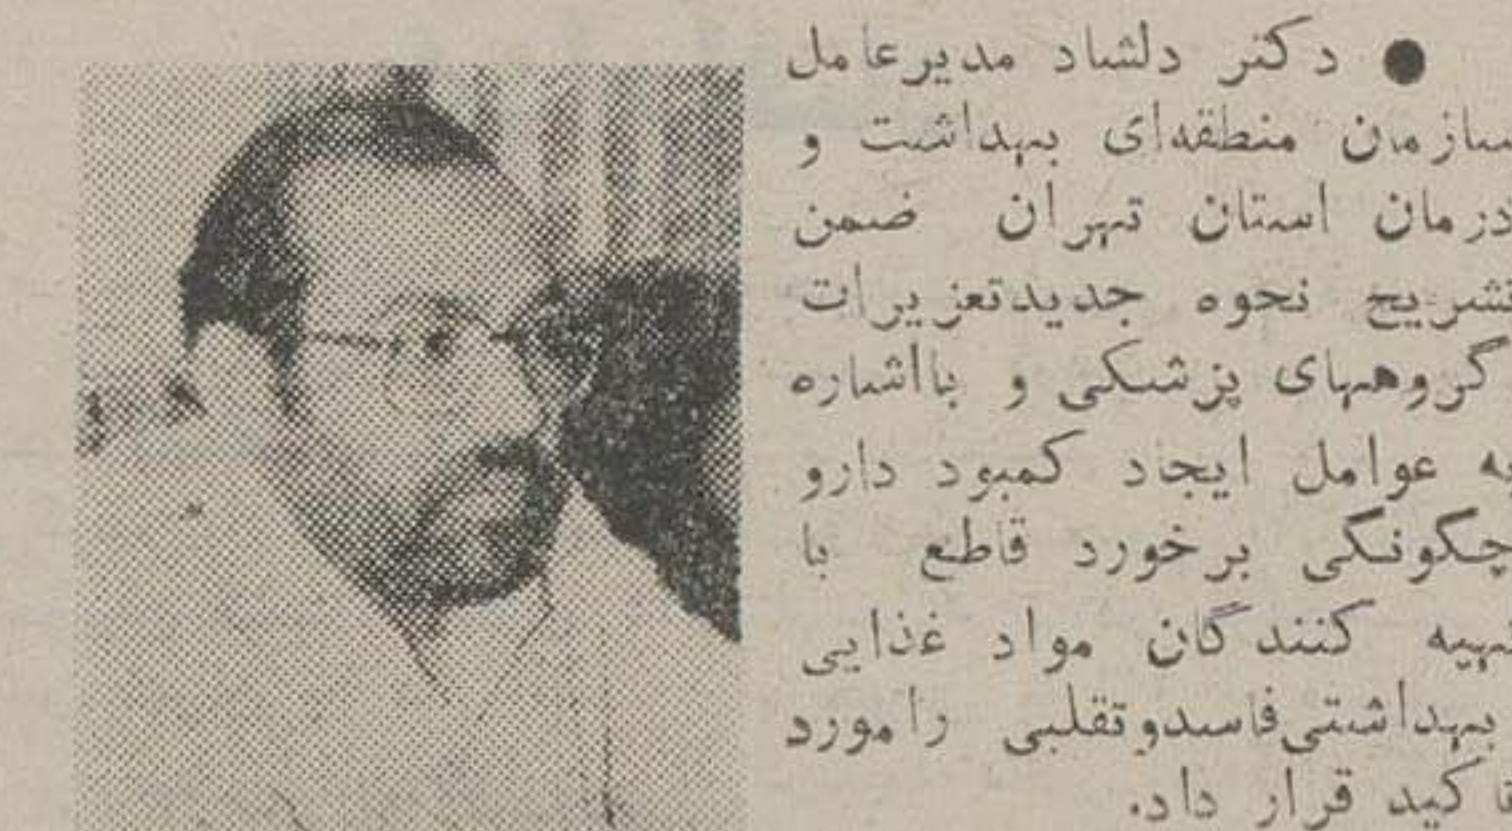 ● دکتر دلشاد مدیرعامل
سازمان منطقه‌ای بهداشت و
درمان استان تهران ضمن
تشریح نحوه جدیدتعزیرات
گروههای پزشکی و بااشاره
به عوامل ایجاد کمبود دارو
چگونگی برخورد قاطع با
تهیه کنندگان مواد غذایی
بهداشتی‌فاسدوتقلبی رامورد
تاکید قرار داد.